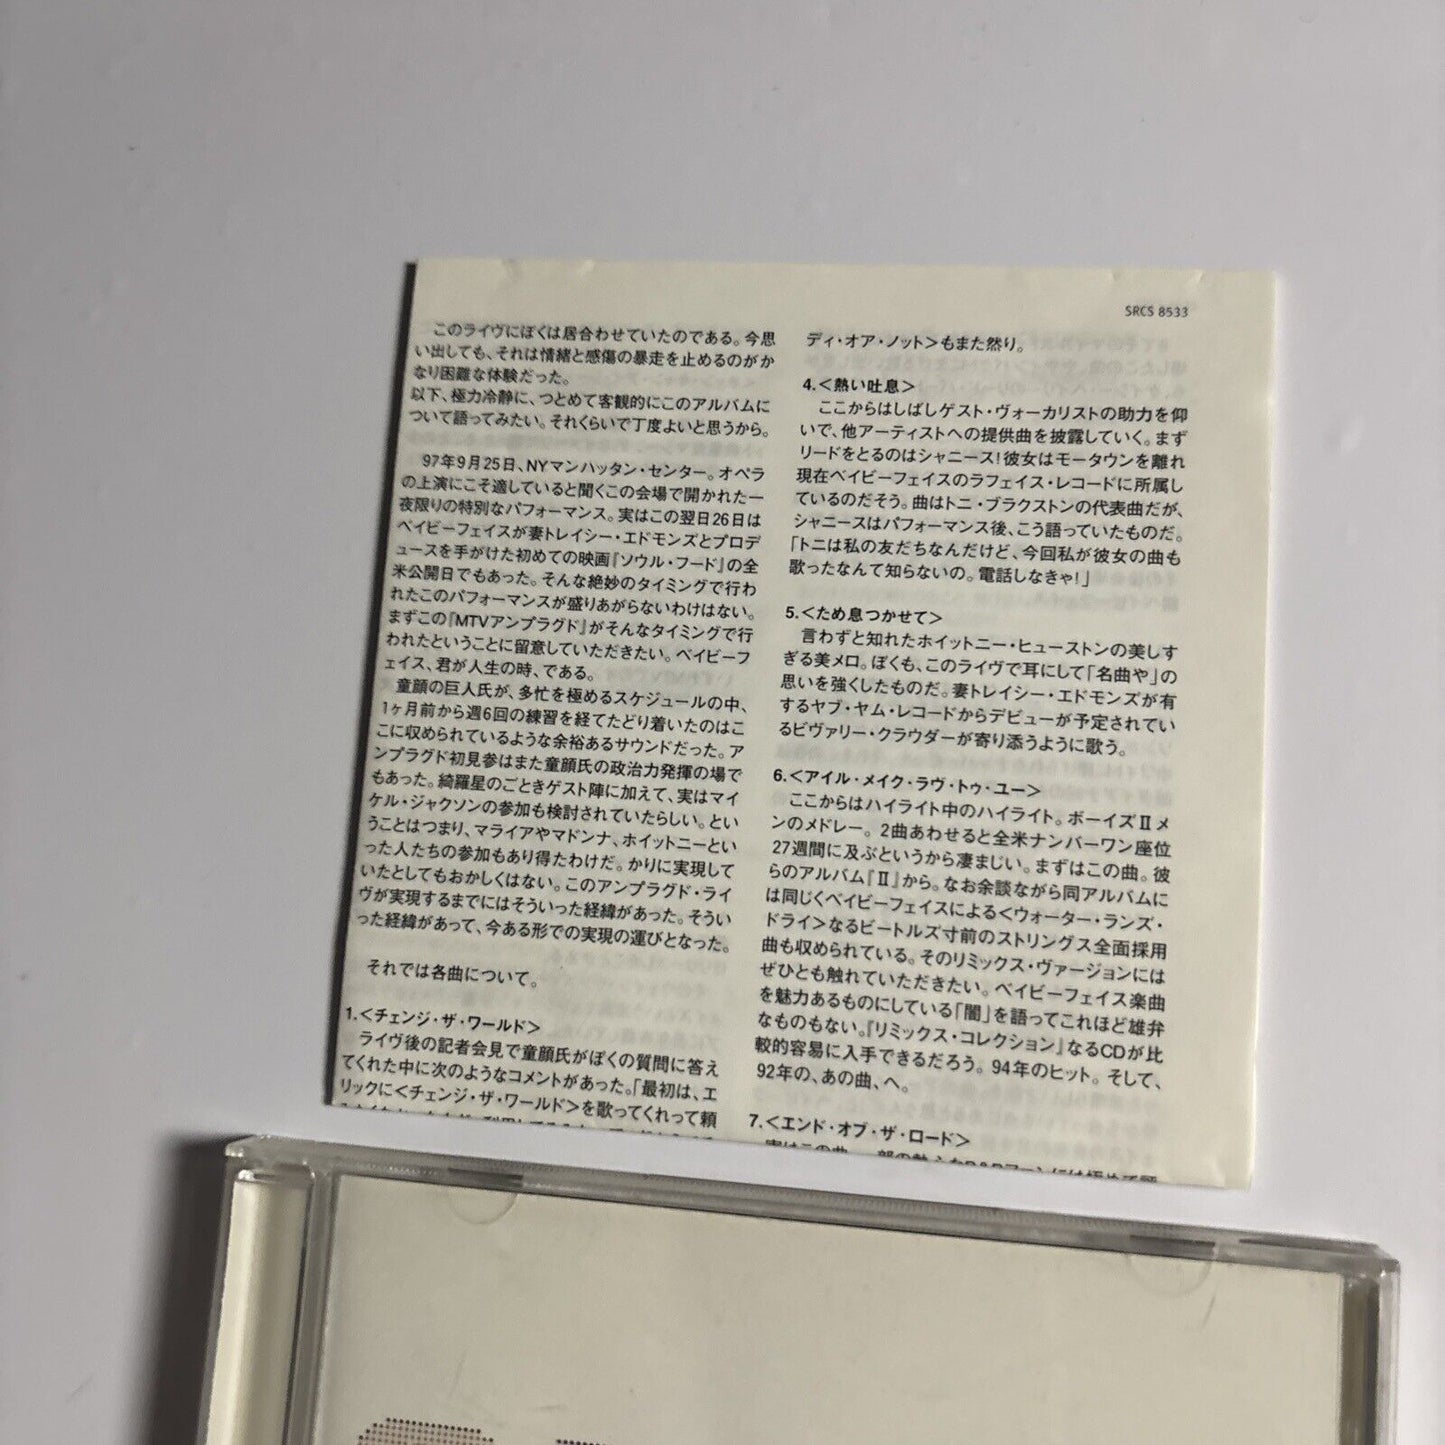 SRCS 8533
このライヴにぼくは居合わせていたのである。今思
い出しても、それは情緒と感傷の暴走を止めるのがか
なり困難な体験だった。
以下、極力冷静に、つとめて客観的にこのアルバムに
ついて語ってみたい。それくらいで丁度よいと思うから。
97年9月25日、NYマンハッタン・センター。オペラ
の上演にこそ適していると聞くこの会場で開かれた一
夜限りの特別なパフォーマンス。実はこの翌日26日は
ベイビーフェイスが妻トレイシー・エドモンズとプロデ
ュースを手がけた初めての映画『ソウル・フード』の全
米公開日でもあった。そんな絶妙のタイミングで行わ
れたこのパフォーマンスが盛りあがらないわけはない。
まずこの『MTVアンプラグド』がそんなタイミングで行
われたということに留意していただきたい。ベイビーフ
ェイス、君が人生の時、である。
童顔の巨人氏が、多忙を極めるスケジュールの中、
1ヶ月前から週6回の練習を経てたどり着いたのはこ
こに収められているような余裕あるサウンドだった。ア
ンプラグド初見参はまた童顔氏の政治力発揮の場で
もあった。綺羅星のごときゲスト陣に加えて、実はマイ
ケル・ジャクソンの参加も検討されていたらしい。とい
うことはつまり、マライアやマドンナ、ホイットニーとい
った人たちの参加もあり得たわけだ。かりに実現して
いたとしてもおかしくはない。このアンプラグド・ライ
ヴが実現するまでにはそういった経緯があった。そうい
った経緯があって、今ある形での実現の運びとなった。
それでは各曲について。
1.<チェンジ・ザ・ワールド>
ライヴ後の記者会見で童顔氏がぼくの質問に答え
てくれた中に次のようなコメントがあった。「最初は、エ
リックに<チェンジ・ザ・ワールド>を歌ってくれって頼
ディ・オア・ノット>もまた然り。
4.<熱い吐息>
ここからはしばしゲスト・ヴォーカリストの助力を仰
いで、他アーティストへの提供曲を披露していく。まず
リードをとるのはシャニース!彼女はモータウンを離れ
現在ベイビーフェイスのラフェイス・レコードに所属し
ているのだそう。曲はトニ・ブラクストンの代表曲だが、
シャニースはパフォーマンス後、こう語っていたものだ。
「トニは私の友だちなんだけど、今回私が彼女の曲も
歌ったなんて知らないの。電話しなきゃ!」
5.<ため息つかせて>
言わずと知れたホイットニー・ヒューストンの美しす
ぎる美メロ。ぼくも、このライヴで耳にして「名曲や」の
思いを強くしたものだ。妻トレイシー・エドモンズが有
するヤブ・ヤム・レコードからデビューが予定されてい
るビヴァリー・クラウダーが寄り添うように歌う。
6.<アイル・メイク・ラヴ・トゥ・ユー>
ここからはハイライト中のハイライト。ボーイズⅡメ
ンのメドレー。2曲あわせると全米ナンバーワン座位
27週間に及ぶというから凄まじい。まずはこの曲。彼
らのアルバム『Ⅱ』から。なお余談ながら同アルバムに
は同じくベイビーフェイスによる<ウォーター・ランズ・
ドライ>なるビートルズ寸前のストリングス全面採用
曲も収められている。そのリミックス・ヴァージョンには
ぜひとも触れていただきたい。ベイビーフェイス楽曲
を魅力あるものにしている「闇」を語ってこれほど雄弁
なものもない。『リミックス・コレクション』なるCDが比
較的容易に入手できるだろう。94年のヒット。そして、
92年の、あの曲、へ。
7.<エンド・オブ・ザ・ロード>